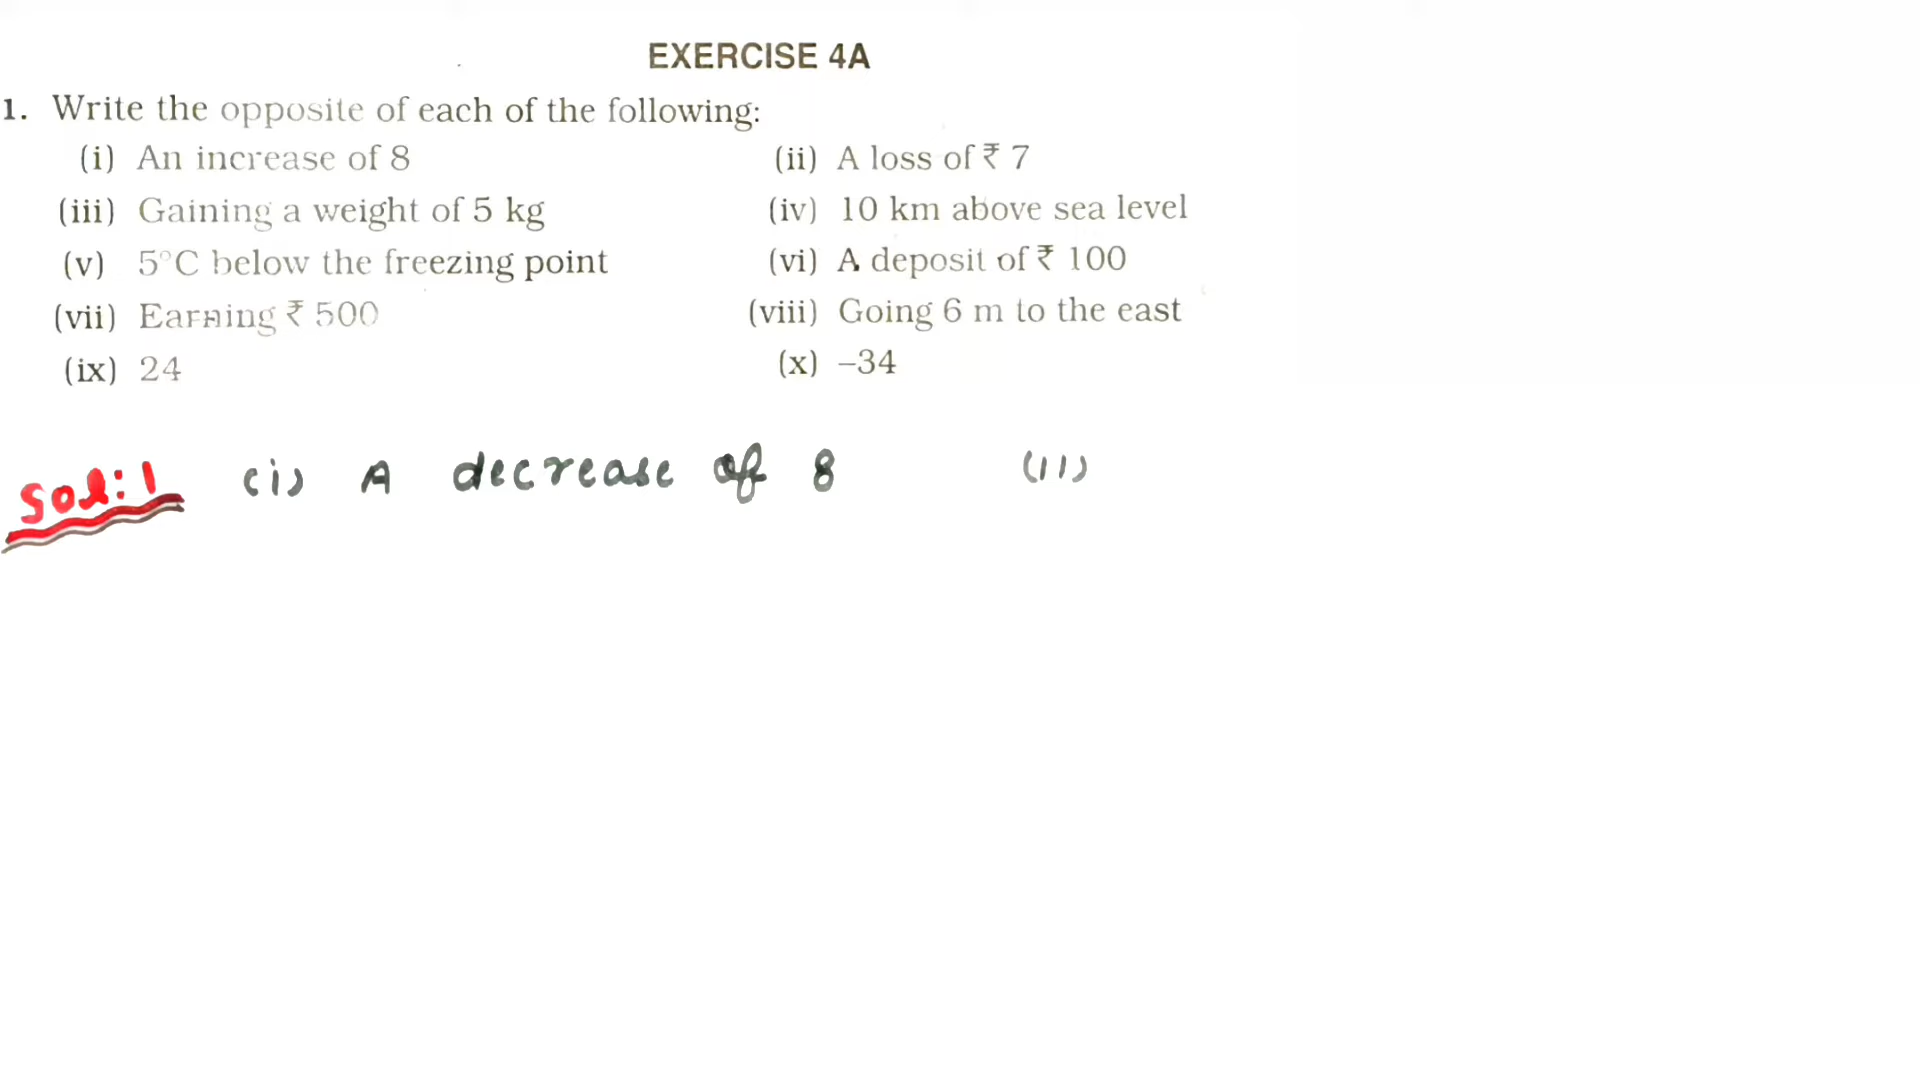 EXERCISE 4A
1. Write the opposite of each of the following:
(i) An increase of 8 (ii) A loss of ₹ 7
(iii) Gaining a weight of 5 kg (iv) 10 km above sea level
(v) 5°C below the freezing point (vi) A deposit of ₹ 100
(vii) Earning ₹ 500 (viii) Going 6 m to the east
(ix) 24 (x) –34
Sol:1 (i) A decrease of 8 (ii)